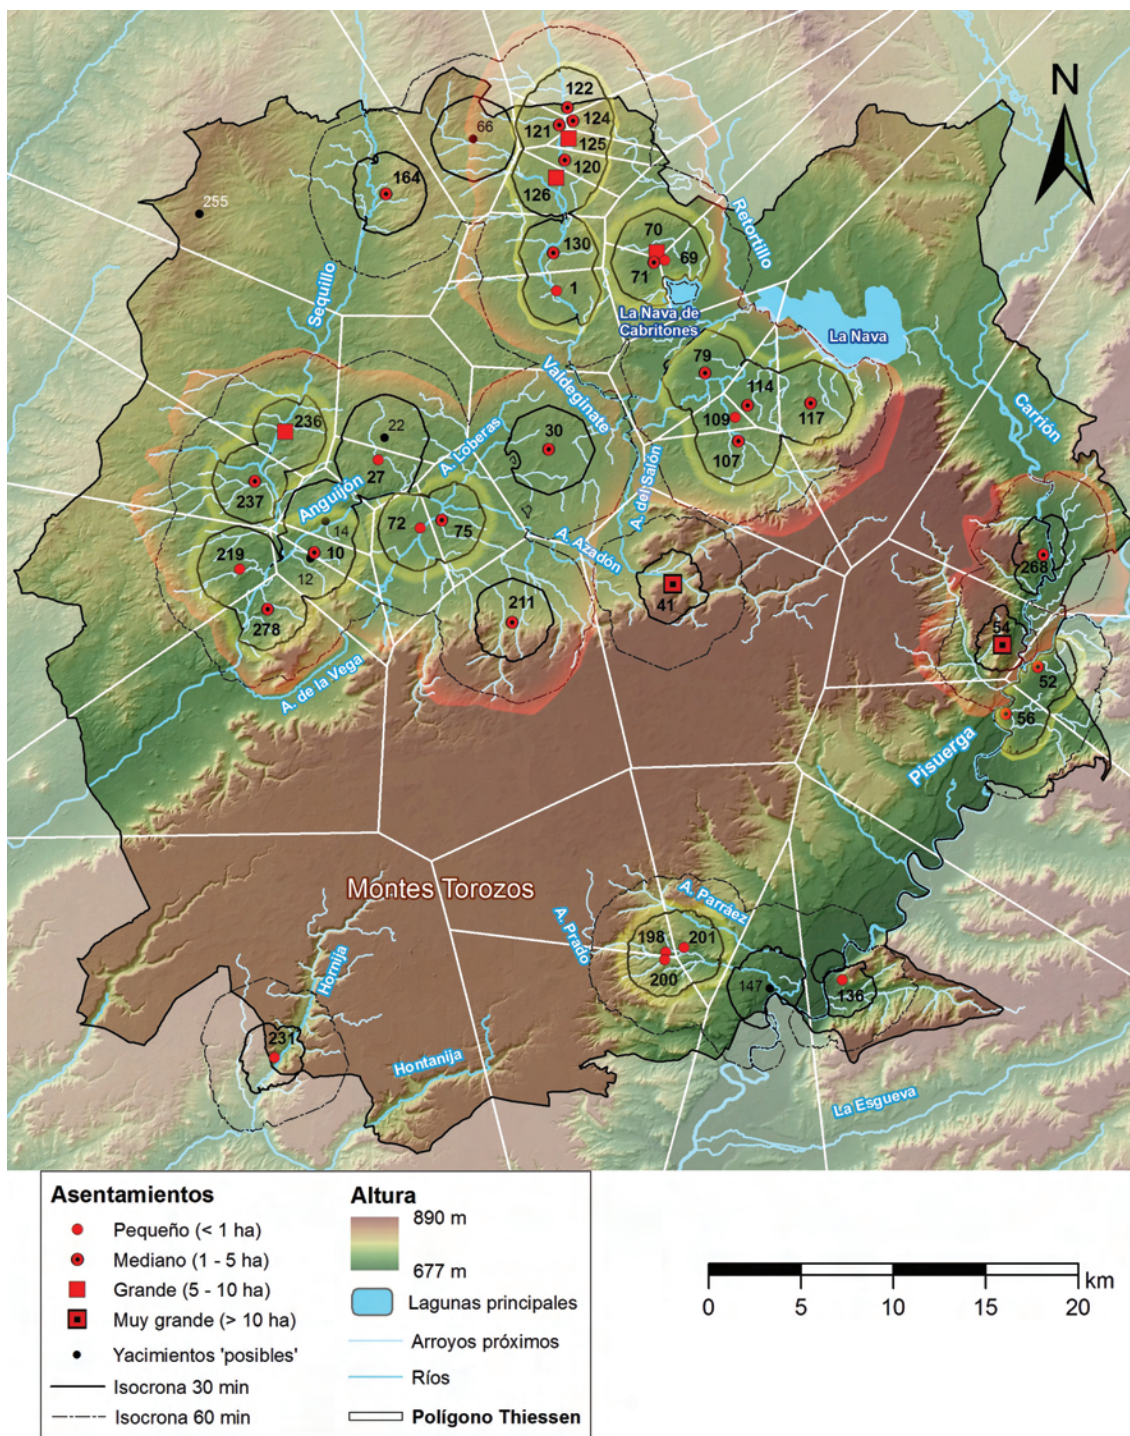 N
122
66
124
121
125
120
164
126
255
Retortillo
70
130
69
71
1
Sequillo
La Nava de
Cabritones
La Nava
Valdeginate
79
114
Carrión
236
22
30
109
117
A. Loberas
27
107
237
Anguijón
A. del Salón
14
72
75
10
A. Azadón
219
12
268
211
41
278
54
A. de la Vega
52
56
Pisuerga
Montes Torozos
A. Parráez
A. Prado
198
201
200
Hornija
147
136
231
Hontanija
La Esgueva
Asentamientos
Pequeño (< 1 ha)
Mediano (1 - 5 ha)
Grande (5 - 10 ha)
Muy grande (> 10 ha)
Yacimientos 'posibles'
Isocrona 30 min
Isocrona 60 min
Altura
890 m
677 m
Lagunas principales
Arroyos próximos
Ríos
Polígono Thiessen
km
0 5 10 15 20